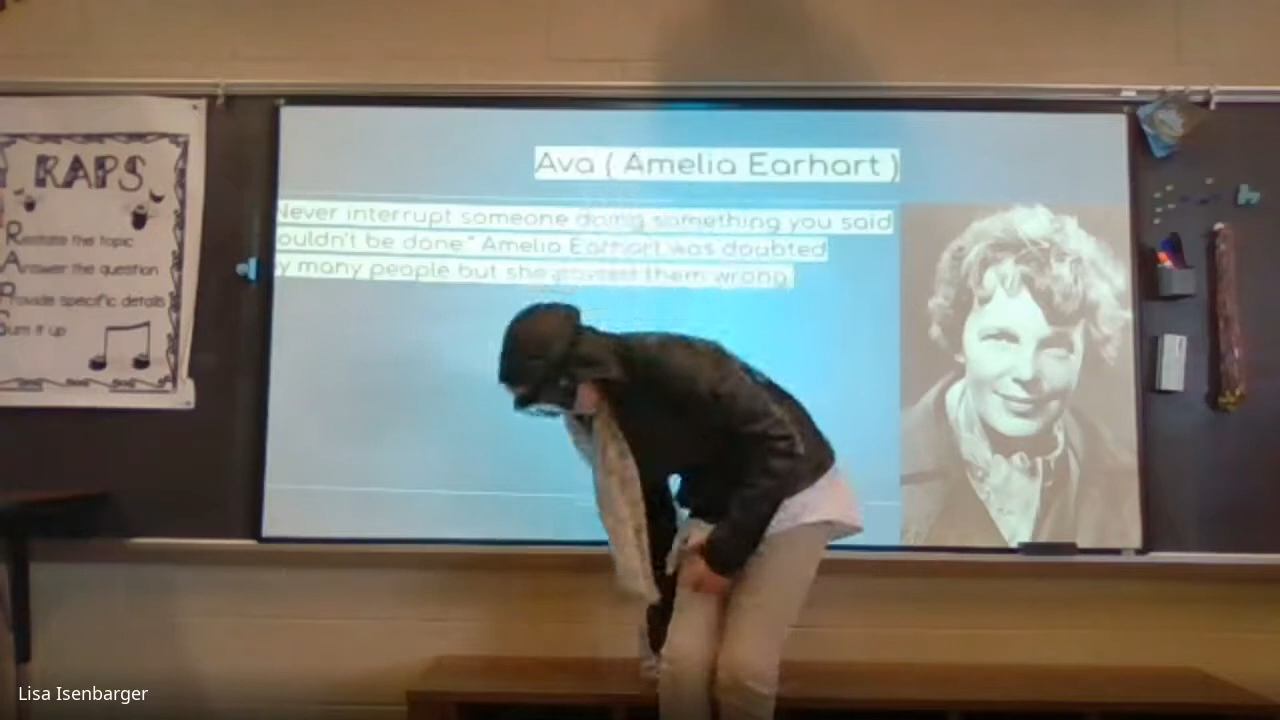 RAPS
Restate the topic
Answer the question
Provide specific details
Sum it up
Ava ( Amelia Earhart )
Never interrupt someone doing something you said
ouldn't be done." Amelia Earhart was doubted
y many people but she proved them wrong.
Lisa Isenbarger